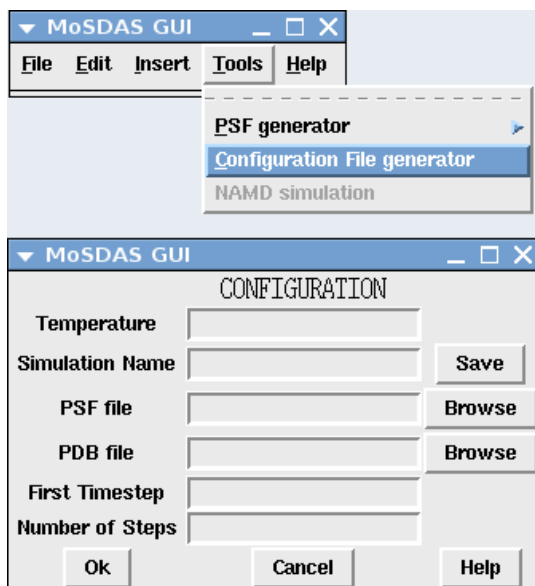 MoSDAS GUI
File Edit Insert Tools Help
PSF generator
Configuration File generator
NAMD simulation
MoSDAS GUI
CONFIGURATION
Temperature
Simulation Name Save
PSF file Browse
PDB file Browse
First Timestep
Number of Steps
Ok Cancel Help